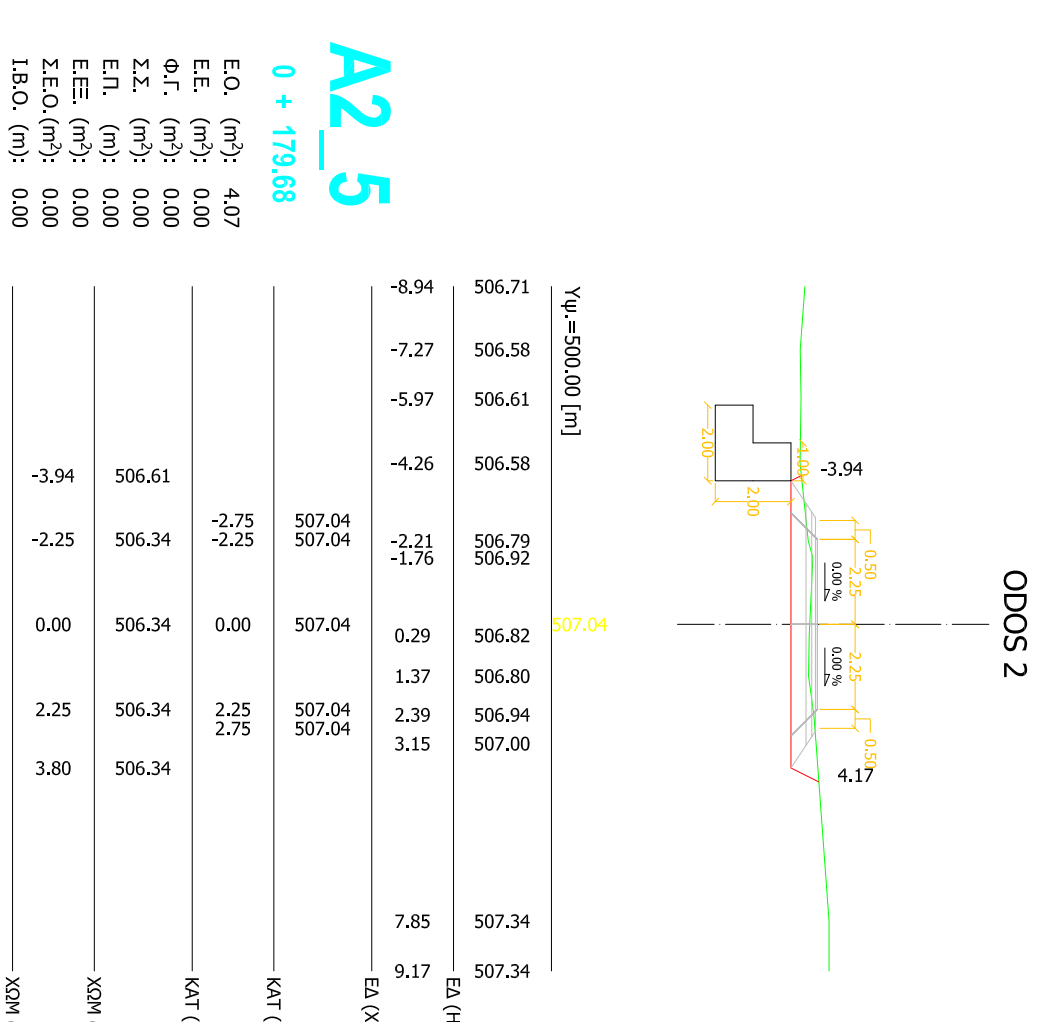 ODOS 2
-3.94
4.17
1.00
2.00
2.00
0.50
2.25
2.25
0.50
0.00 %
0.00 %
A2_5
0 + 179.68
Ε.Ο. (m²): 4.07
Ε.Ε. (m²): 0.00
Φ.Γ. (m²): 0.00
Σ.Σ. (m²): 0.00
Ε.Π. (m): 0.00
Ε.ΕΞ. (m²): 0.00
Σ.Ε.Ο.(m²): 0.00
Ι.Β.Ο. (m): 0.00
Υψ.=500.00 [m]
507.04
ΕΔ (Η
506.71 506.58 506.61 506.58 506.79 506.92 506.82 506.80 506.94 507.00 507.34 507.34
ΕΔ (Χ
-8.94 -7.27 -5.97 -4.26 -2.21 -1.76 0.29 1.37 2.39 3.15 7.85 9.17
ΚΑΤ (
507.04 507.04 507.04 507.04 507.04
ΚΑΤ (
-2.75 -2.25 0.00 2.25 2.75
ΧΩΜ
506.61 506.34 506.34 506.34 506.34
ΧΩΜ
-3.94 -2.25 0.00 2.25 3.80